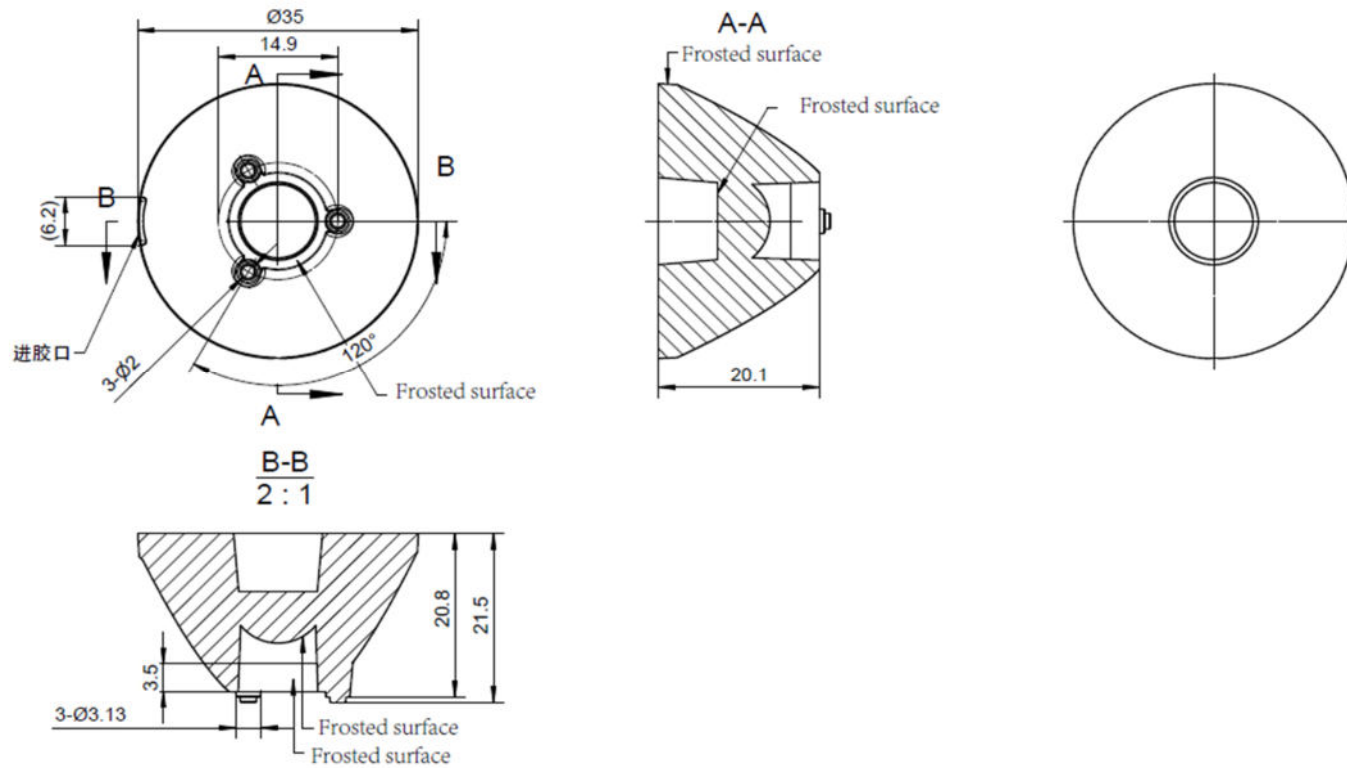 Ø35
14.9
A
B
B
(6.2)
进胶口
3-Ø2
120°
Frosted surface
A
A-A
Frosted surface
Frosted surface
20.1
B-B
2 : 1
20.8
21.5
3.5
3-Ø3.13
Frosted surface
Frosted surface